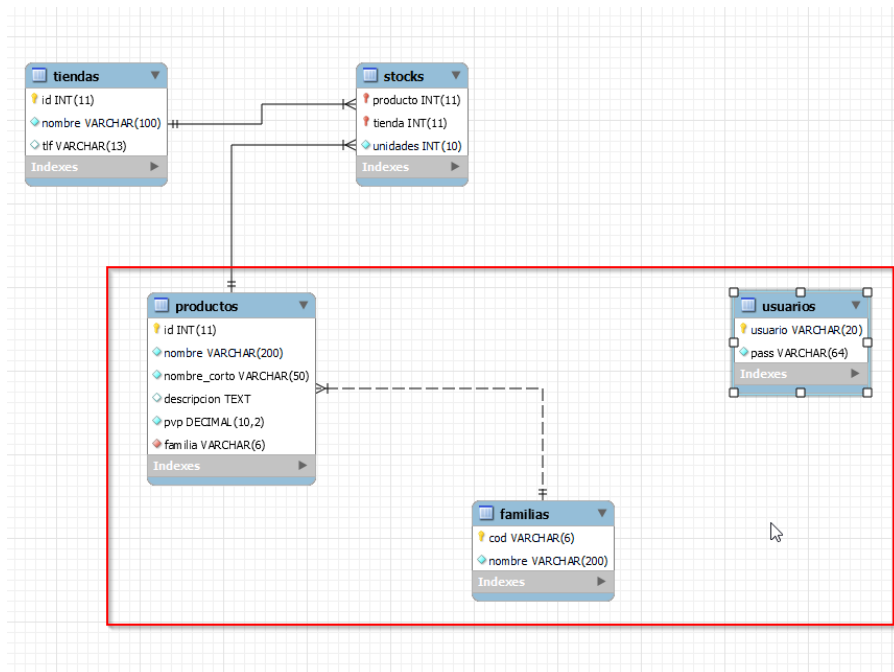 tiendas
id INT(11)
nombre VARCHAR(100)
tlf VARCHAR(13)
Indexes
stocks
producto INT(11)
tienda INT(11)
unidades INT(10)
Indexes
productos
id INT(11)
nombre VARCHAR(200)
nombre_corto VARCHAR(50)
descripcion TEXT
pvp DECIMAL(10,2)
familia VARCHAR(6)
Indexes
usuarios
usuario VARCHAR(20)
pass VARCHAR(64)
Indexes
familias
cod VARCHAR(6)
nombre VARCHAR(200)
Indexes